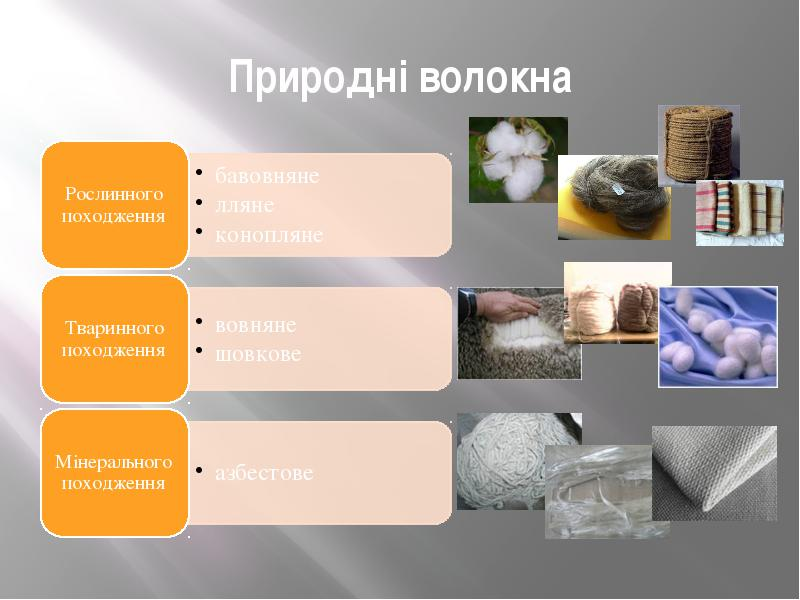 Природні волокна
Рослинного
походження
• бавовняне
• лляне
• конопляне
Тваринного
походження
• вовняне
• шовкове
Мінерального
походження
• азбестове